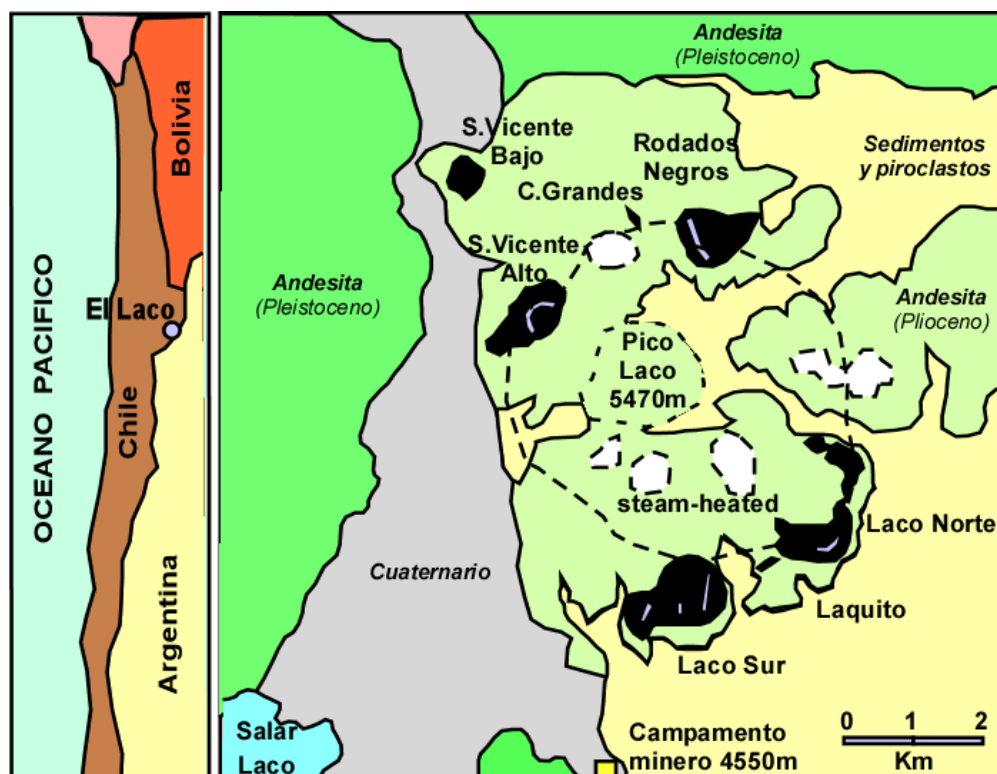 OCEANO PACIFICO
Bolivia
El Laco
Chile
Argentina
Andesita
(Pleistoceno)
S.Vicente
Bajo
Rodados
Negros
Sedimentos
y piroclastos
C.Grandes
S.Vicente
Alto
Andesita
(Pleistoceno)
Andesita
(Plioceno)
Pico
Laco
5470m
steam-heated
Laco Norte
Cuaternario
Laquito
Laco Sur
Salar
Laco
Campamento
minero 4550m
0 1 2
Km